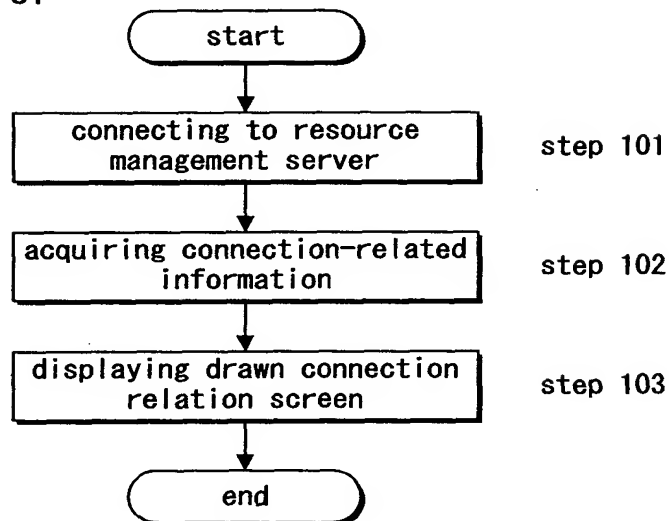 start
connecting to resource
management server
step 101
acquiring connection-related
information
step 102
displaying drawn connection
relation screen
step 103
end